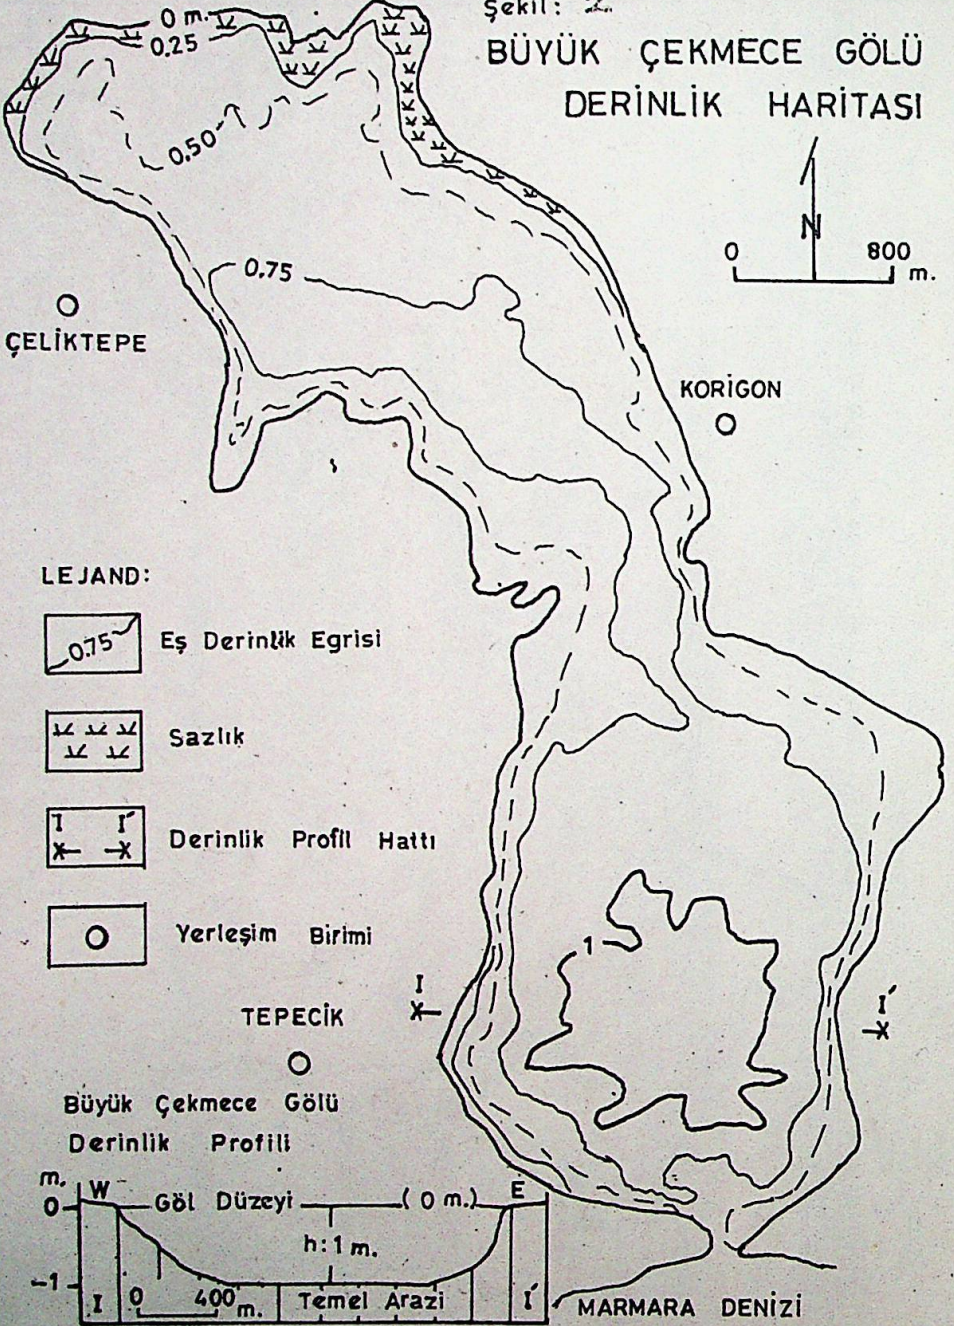 Şekil:
BÜYÜK ÇEKMECE GÖLÜ
DERİNLİK HARİTASI
N
0 800 m.
0 m.
0.25
0.50
0.75
ÇELİKTEPE
KORİGON
LEJAND:
0.75 Eş Derinlik Egrisi
Sazlık
I I' Derinlik Profil Hattı
Yerleşim Birimi
1
I
I'
TEPECİK
Büyük Çekmece Gölü
Derinlik Profili
m. W E
0 Göl Düzeyi (0 m.)
h:1 m.
-1
I 0 400 m. Temel Arazi I'
MARMARA DENİZİ